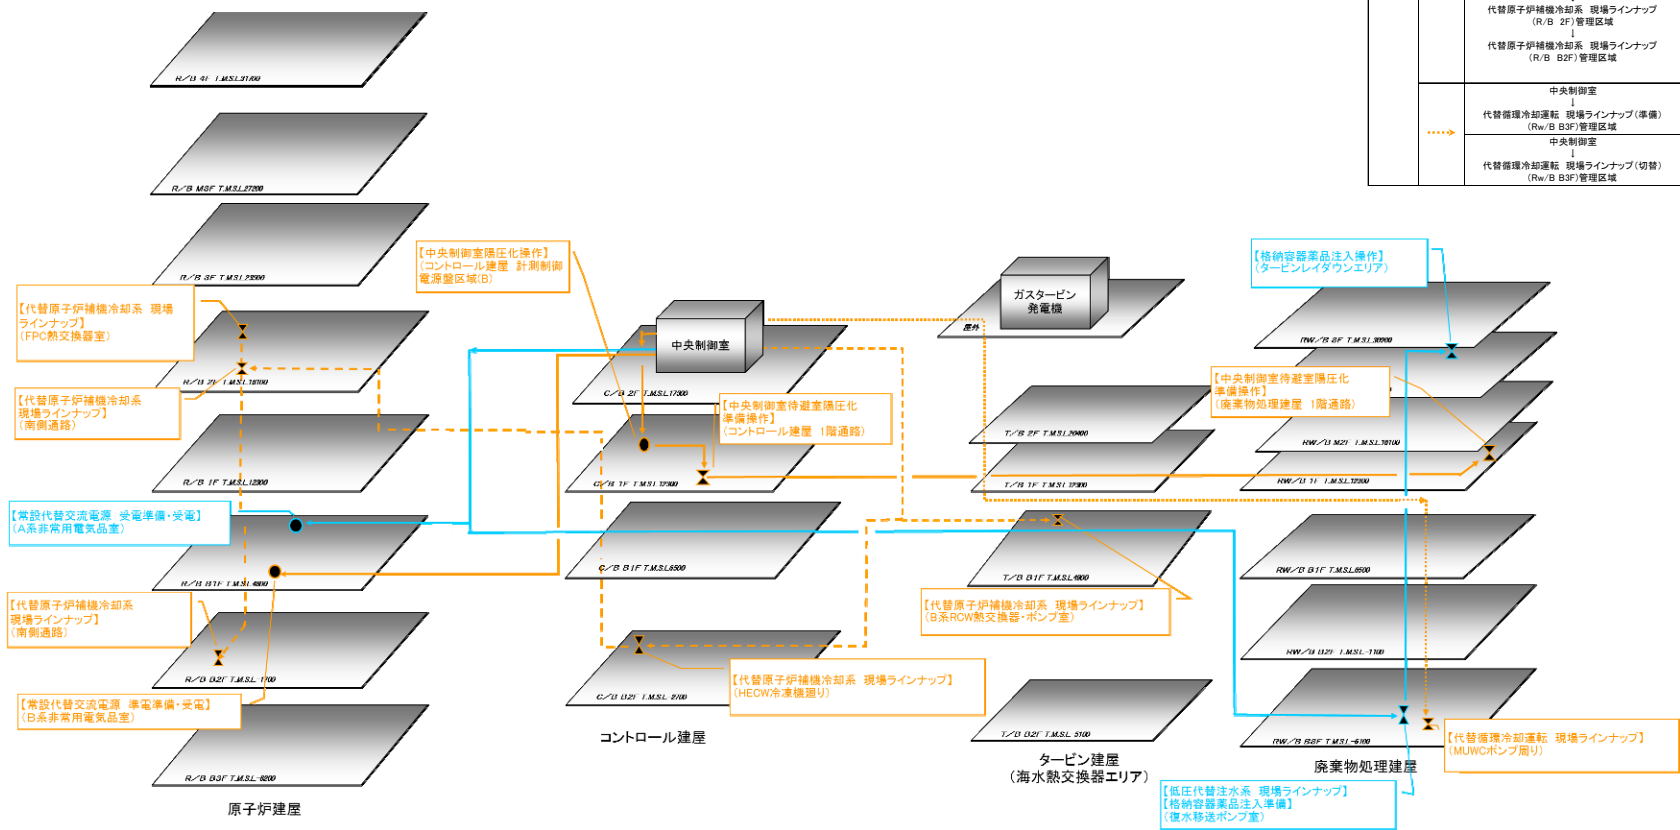 代替原子炉補機冷却系 現場ラインナップ
(R/B 2F)管理区域
↓
代替原子炉補機冷却系 現場ラインナップ
(R/B B2F)管理区域
中央制御室
↓
代替循環冷却運転 現場ラインナップ(準備)
(Rw/B B3F)管理区域
中央制御室
↓
代替循環冷却運転 現場ラインナップ(切替)
(Rw/B B3F)管理区域
R/B 4F T.M.S.L.31700
R/B M3F T.M.S.L.27200
R/B 3F T.M.S.L.23500
R/B 2F T.M.S.L.18100
R/B 1F T.M.S.L.12300
R/B B1F T.M.S.L.4800
R/B B2F T.M.S.L.-1700
R/B B3F T.M.S.L.-8200
原子炉建屋
【代替原子炉補機冷却系 現場
ラインナップ】
(FPC熱交換器室)
【代替原子炉補機冷却系
現場ラインナップ】
(南側通路)
【常設代替交流電源 受電準備・受電】
(A系非常用電気品室)
【代替原子炉補機冷却系
現場ラインナップ】
(南側通路)
【常設代替交流電源 準電準備・受電】
(B系非常用電気品室)
【中央制御室陽圧化操作】
(コントロール建屋 計測制御
電源盤区域(B)
中央制御室
C/B 2F T.M.S.L.17300
【中央制御室待避室陽圧化
準備操作】
(コントロール建屋 1階通路)
C/B 1F T.M.S.L.12300
C/B B1F T.M.S.L.6500
C/B B2F T.M.S.L.-2700
【代替原子炉補機冷却系 現場ラインナップ】
(HECW冷凍機廻り)
コントロール建屋
ガスタービン
発電機
屋外
T/B 2F T.M.S.L.20400
T/B 1F T.M.S.L.12300
T/B B1F T.M.S.L.4900
【代替原子炉補機冷却系 現場ラインナップ】
(B系RCW熱交換器・ポンプ室)
T/B B2F T.M.S.L.-5100
タービン建屋
(海水熱交換器エリア)
【格納容器薬品注入操作】
(タービンレイダウンエリア)
RW/B 3F T.M.S.L.30900
【中央制御室待避室陽圧化
準備操作】
(廃棄物処理建屋 1階通路)
RW/B M2F T.M.S.L.16100
RW/B 1F T.M.S.L.12300
RW/B B1F T.M.S.L.6500
RW/B B2F T.M.S.L.-1100
RW/B B3F T.M.S.L.-6100
【代替循環冷却運転 現場ラインナップ】
(MUWCポンプ周り)
廃棄物処理建屋
【低圧代替注水系 現場ラインナップ】
【格納容器薬品注入準備】
(復水移送ポンプ室)